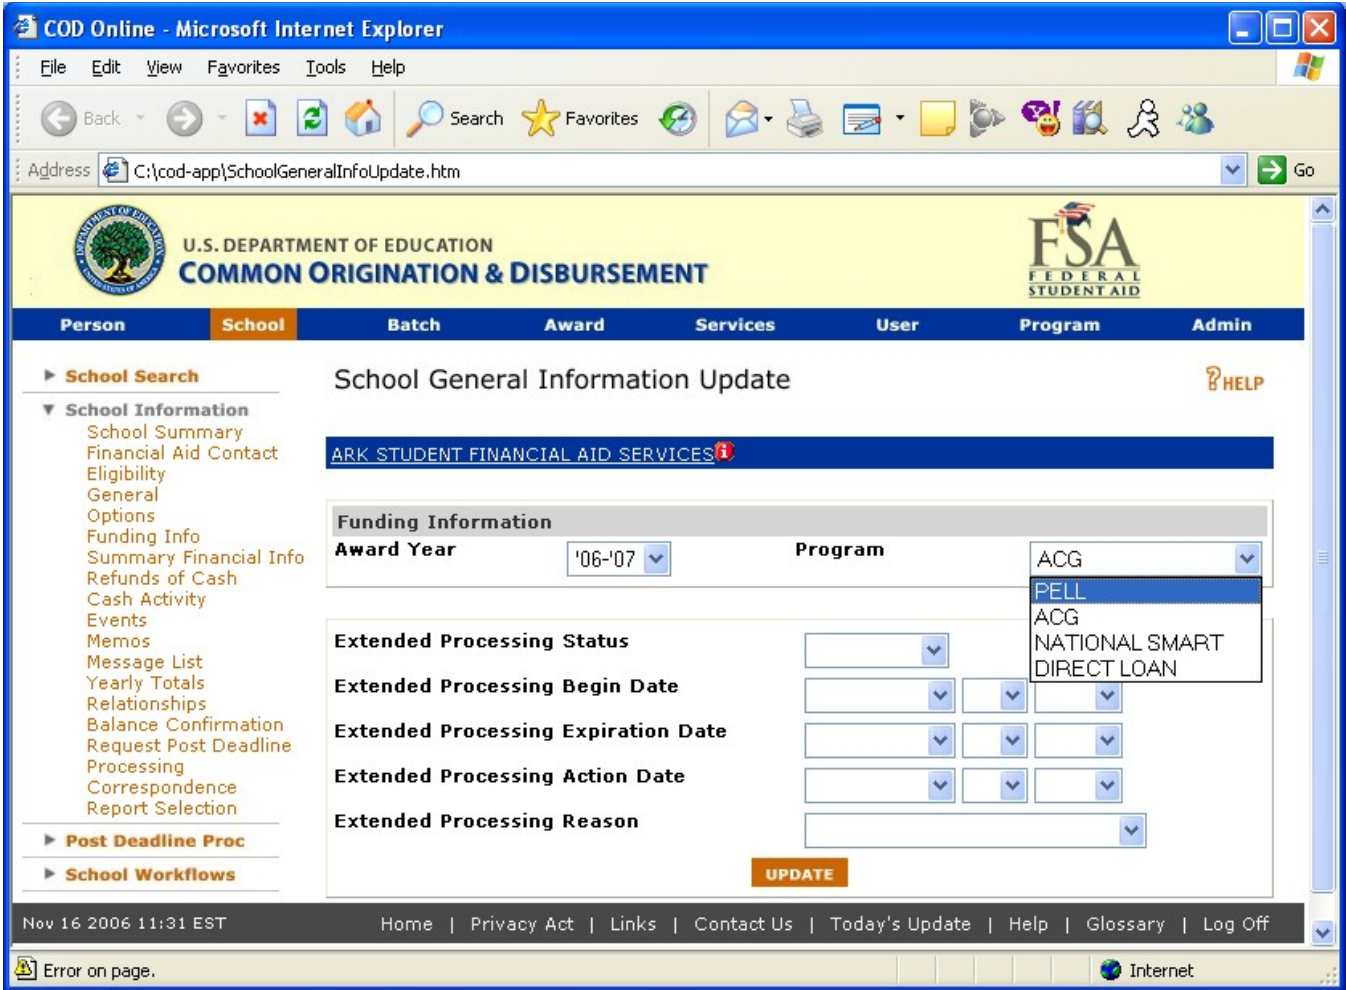 COD Online - Microsoft Internet Explorer
File Edit View Favorites Tools Help
Back Search Favorites
Address C:\cod-app\SchoolGeneralInfoUpdate.htm Go
U.S. DEPARTMENT OF EDUCATION
COMMON ORIGINATION & DISBURSEMENT
FSA
FEDERAL
STUDENT AID
Person School Batch Award Services User Program Admin
School Search
School Information
School Summary
Financial Aid Contact
Eligibility
General
Options
Funding Info
Summary Financial Info
Refunds of Cash
Cash Activity
Events
Memos
Message List
Yearly Totals
Relationships
Balance Confirmation
Request Post Deadline
Processing
Correspondence
Report Selection
Post Deadline Proc
School Workflows
School General Information Update
? HELP
ARK STUDENT FINANCIAL AID SERVICES
Funding Information
Award Year '06-'07 Program ACG
PELL
ACG
NATIONAL SMART
DIRECT LOAN
Extended Processing Status
Extended Processing Begin Date
Extended Processing Expiration Date
Extended Processing Action Date
Extended Processing Reason
UPDATE
Nov 16 2006 11:31 EST Home | Privacy Act | Links | Contact Us | Today's Update | Help | Glossary | Log Off
Error on page. Internet